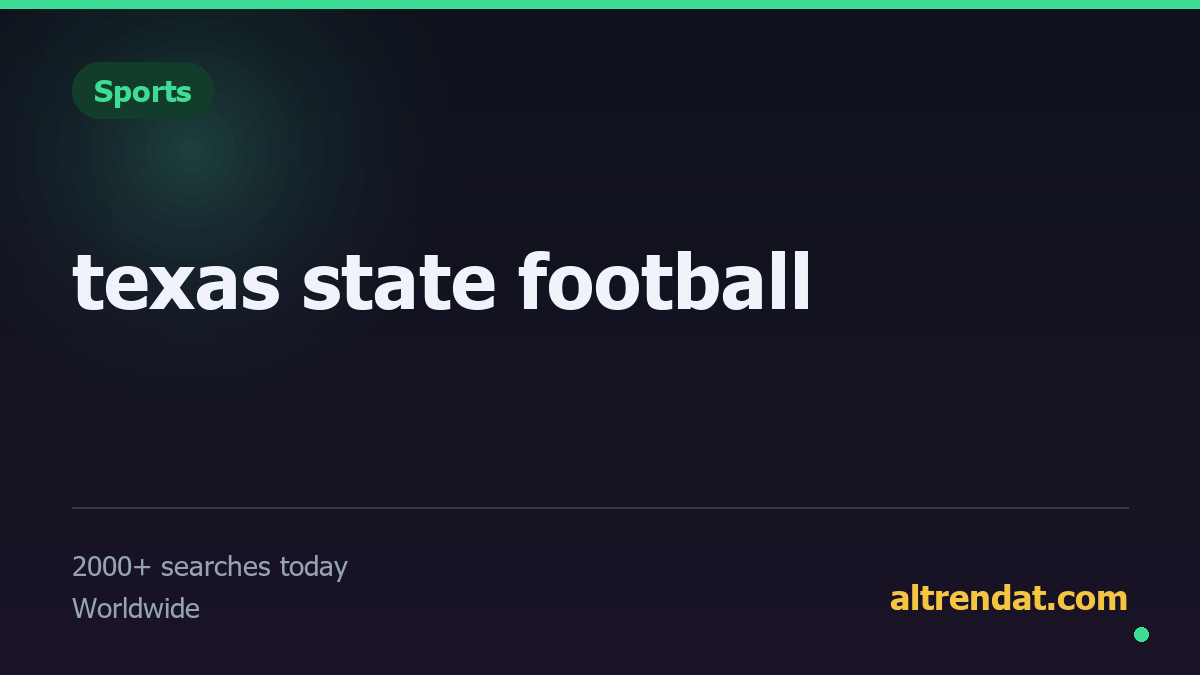 Sports
texas state football
2000+ searches today
Worldwide
altrendat.com